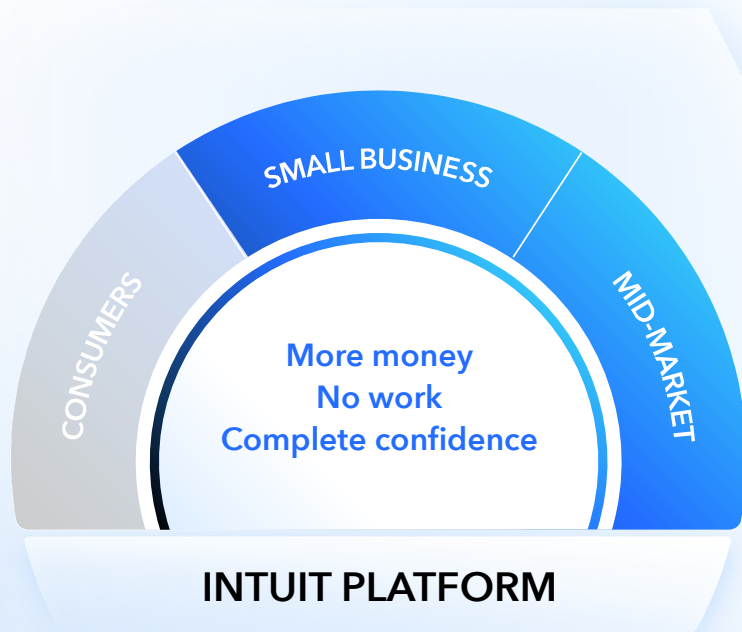 SMALL BUSINESS
CONSUMERS
MID-MARKET
More money
No work
Complete confidence
INTUIT PLATFORM